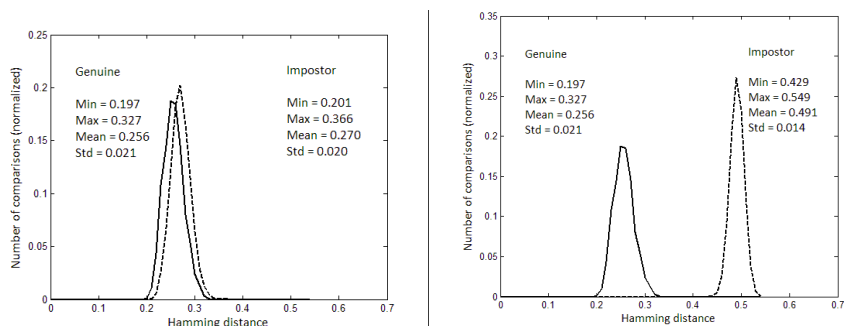 0.25
0.2
0.15
0.1
0.05
0
0 0.1 0.2 0.3 0.4 0.5 0.6 0.7
Number of comparisons (normalized)
Hamming distance
Genuine
Min = 0.197
Max = 0.327
Mean = 0.256
Std = 0.021
Impostor
Min = 0.201
Max = 0.366
Mean = 0.270
Std = 0.020
0.35
0.3
0.25
0.2
0.15
0.1
0.05
0
0 0.1 0.2 0.3 0.4 0.5 0.6 0.7
Number of comparisons (normalized)
Hamming distance
Genuine
Min = 0.197
Max = 0.327
Mean = 0.256
Std = 0.021
Impostor
Min = 0.429
Max = 0.549
Mean = 0.491
Std = 0.014